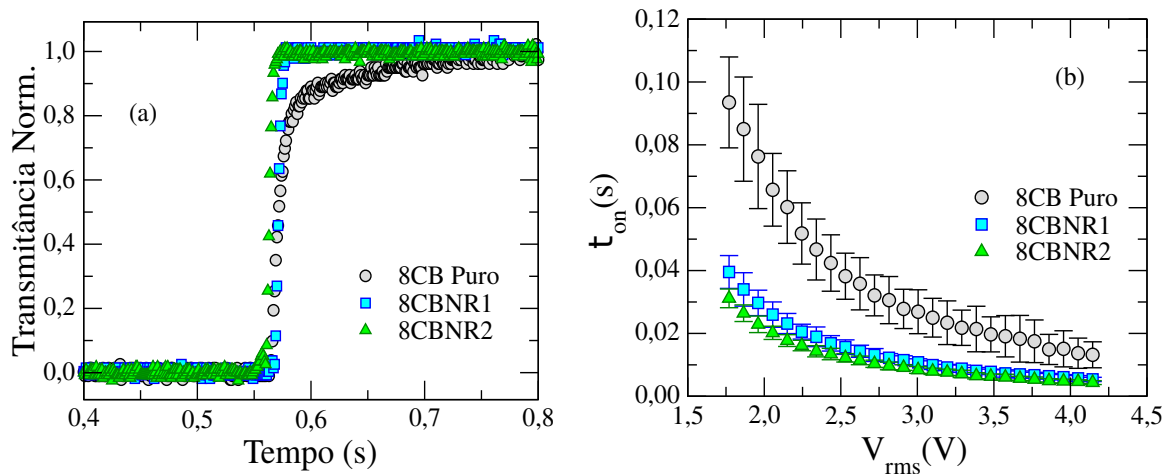 Transmitância Norm.
1,0
0,8
0,6
0,4
0,2
0,0
(a)
8CB Puro
8CBNR1
8CBNR2
0,4
0,5
0,6
0,7
0,8
Tempo (s)
t_on(s)
0,12
0,10
0,08
0,06
0,04
0,02
0,00
(b)
8CB Puro
8CBNR1
8CBNR2
1,5
2,0
2,5
3,0
3,5
4,0
4,5
V_rms(V)